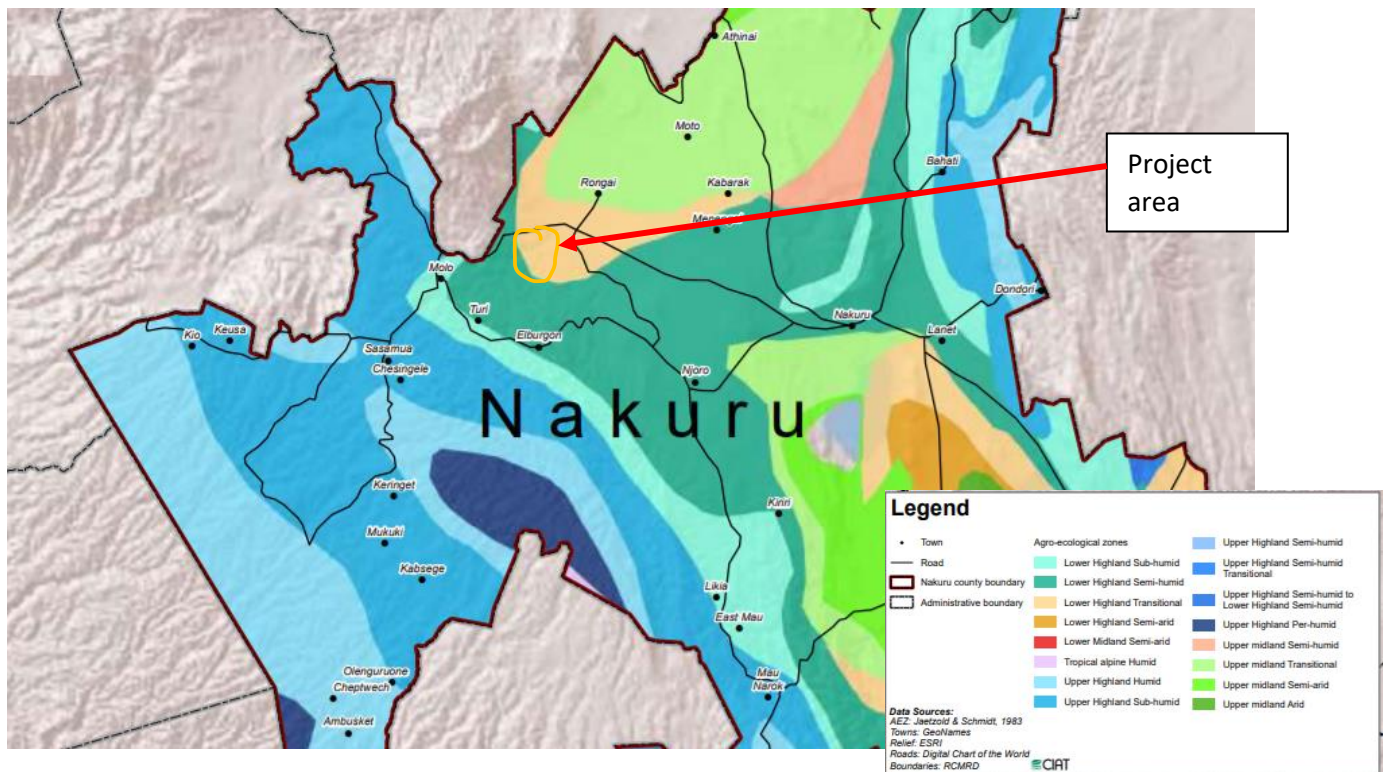 Athinai
Moto
Bahati
Project
area
Rongai
Kabarak
Menengai
Molo
Dondori
Turi
Nakuru
Lanet
Kio
Keusa
Elburgon
Sasamua
Chesingele
Njoro
Nakuru
Keringet
Kinri
Mukuki
Kabsege
Likia
East Mau
Olenguruone
Cheptwech
Mau
Narok
Ambusket
Legend
Town
Road
Nakuru county boundary
Administrative boundary
Agro-ecological zones
Lower Highland Sub-humid
Lower Highland Semi-humid
Lower Highland Transitional
Lower Highland Semi-arid
Lower Midland Semi-arid
Tropical alpine Humid
Upper Highland Humid
Upper Highland Sub-humid
Upper Highland Semi-humid
Upper Highland Semi-humid
Transitional
Upper Highland Semi-humid to
Lower Highland Semi-humid
Upper Highland Per-humid
Upper midland Semi-humid
Upper midland Transitional
Upper midland Semi-arid
Upper midland Arid
Data Sources:
AEZ: Jaetzold & Schmidt, 1983
Towns: GeoNames
Relief: ESRI
Roads: Digital Chart of the World
Boundaries: RCMRD
CIAT